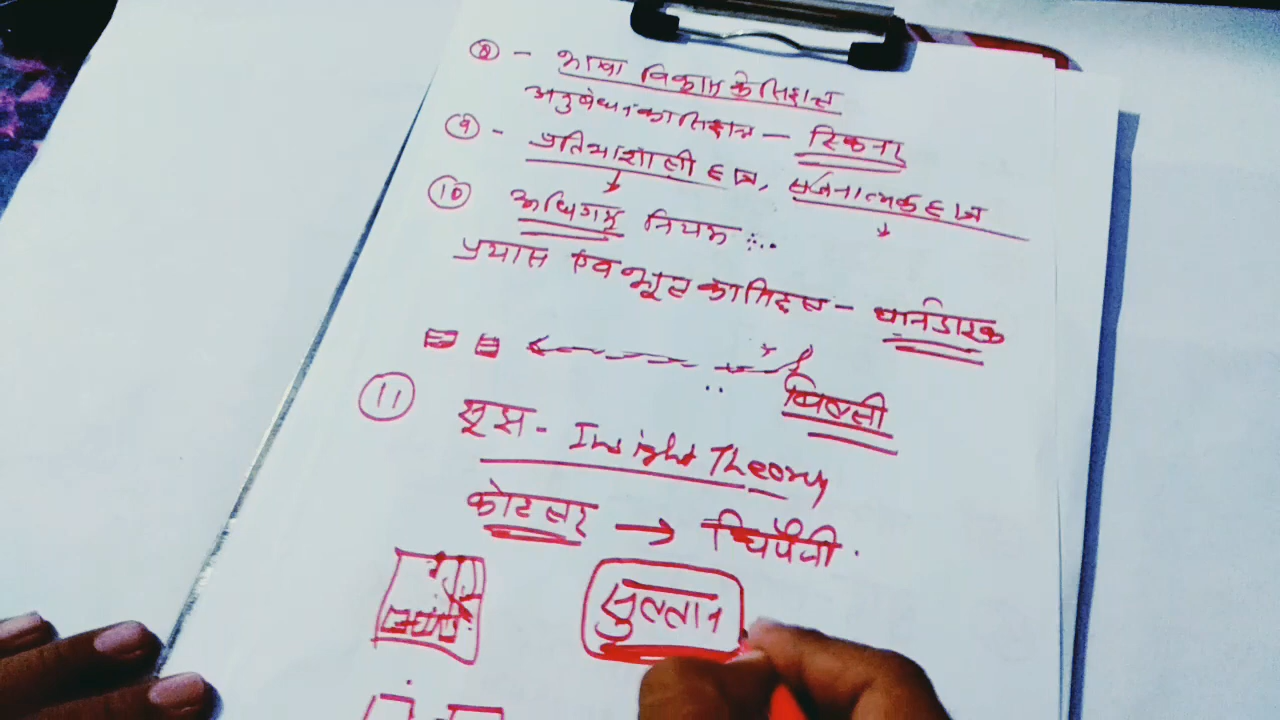 ⑧ - भाषा विकास के सिद्धान्त
अनुबंधन का सिद्धान्त — स्किनर
⑨ - प्रतिभाशाली छात्र, सृजनात्मक छात्र
⑩ अधिगम नियम :..
प्रयास एवं भूल का सिद्धान्त - थार्नडाइक
बिल्ली
⑪ सूझ - Insight Theory
कोहलर → चिंपैंजी .
सुल्तान